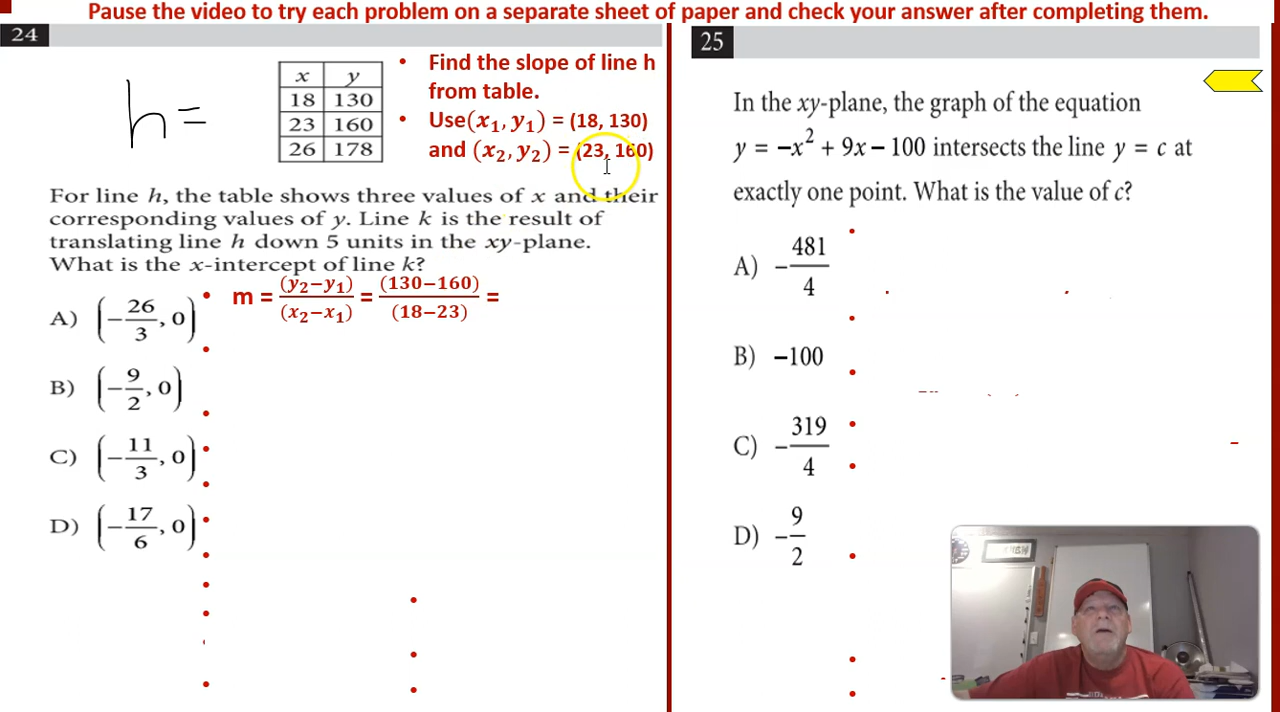 Pause the video to try each problem on a separate sheet of paper and check your answer after completing them.
24
h =
x y
18 130
23 160
26 178
• Find the slope of line h
from table.
• Use (x₁, y₁) = (18, 130)
and (x₂, y₂) = (23, 160)
For line h, the table shows three values of x and their
corresponding values of y. Line k is the result of
translating line h down 5 units in the xy-plane.
What is the x-intercept of line k?
• m = (y₂−y₁)/(x₂−x₁) = (130−160)/(18−23) =
A) (−26/3, 0)
B) (−9/2, 0)
C) (−11/3, 0)
D) (−17/6, 0)
25
In the xy-plane, the graph of the equation
y = −x² + 9x − 100 intersects the line y = c at
exactly one point. What is the value of c?
A) −481/4
B) −100
C) −319/4
D) −9/2